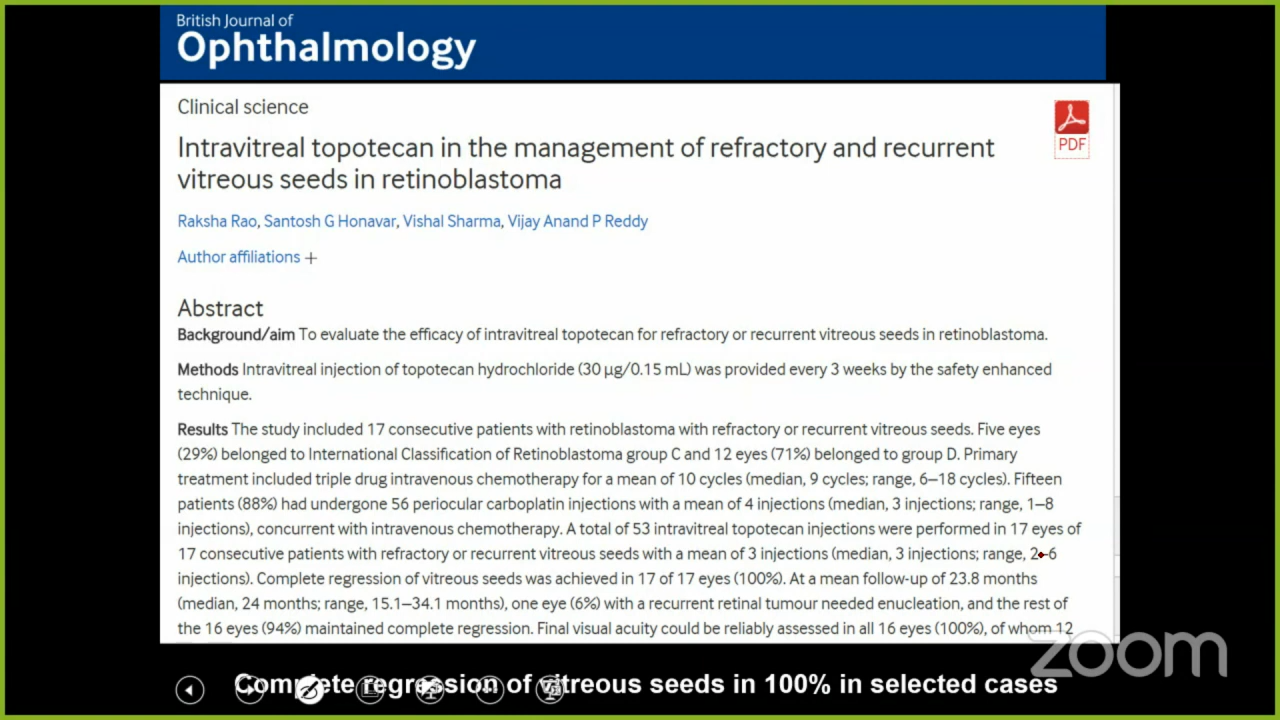 British Journal of
Ophthalmology
Clinical science
Intravitreal topotecan in the management of refractory and recurrent
vitreous seeds in retinoblastoma
PDF
Raksha Rao, Santosh G Honavar, Vishal Sharma, Vijay Anand P Reddy
Author affiliations +
Abstract
Background/aim To evaluate the efficacy of intravitreal topotecan for refractory or recurrent vitreous seeds in retinoblastoma.
Methods Intravitreal injection of topotecan hydrochloride (30 µg/0.15 mL) was provided every 3 weeks by the safety enhanced
technique.
Results The study included 17 consecutive patients with retinoblastoma with refractory or recurrent vitreous seeds. Five eyes
(29%) belonged to International Classification of Retinoblastoma group C and 12 eyes (71%) belonged to group D. Primary
treatment included triple drug intravenous chemotherapy for a mean of 10 cycles (median, 9 cycles; range, 6–18 cycles). Fifteen
patients (88%) had undergone 56 periocular carboplatin injections with a mean of 4 injections (median, 3 injections; range, 1–8
injections), concurrent with intravenous chemotherapy. A total of 53 intravitreal topotecan injections were performed in 17 eyes of
17 consecutive patients with refractory or recurrent vitreous seeds with a mean of 3 injections (median, 3 injections; range, 2–6
injections). Complete regression of vitreous seeds was achieved in 17 of 17 eyes (100%). At a mean follow-up of 23.8 months
(median, 24 months; range, 15.1–34.1 months), one eye (6%) with a recurrent retinal tumour needed enucleation, and the rest of
the 16 eyes (94%) maintained complete regression. Final visual acuity could be reliably assessed in all 16 eyes (100%), of whom 12
zoom
Complete regression of vitreous seeds in 100% in selected cases